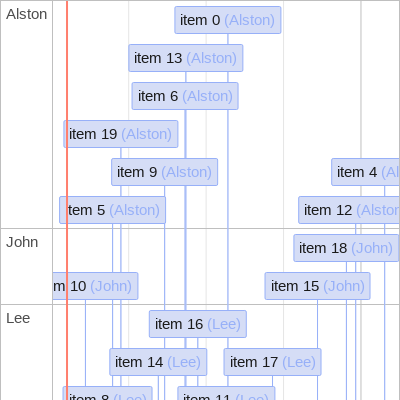 Alston
item 0 (Alston)
item 13 (Alston)
item 6 (Alston)
item 19 (Alston)
item 9 (Alston)
item 4 (Al
item 5 (Alston)
item 12 (Alston
John
item 18 (John)
m 10 (John)
item 15 (John)
Lee
item 16 (Lee)
item 14 (Lee)
item 17 (Lee)
item 8 (Lee)
item 11 (Lee)